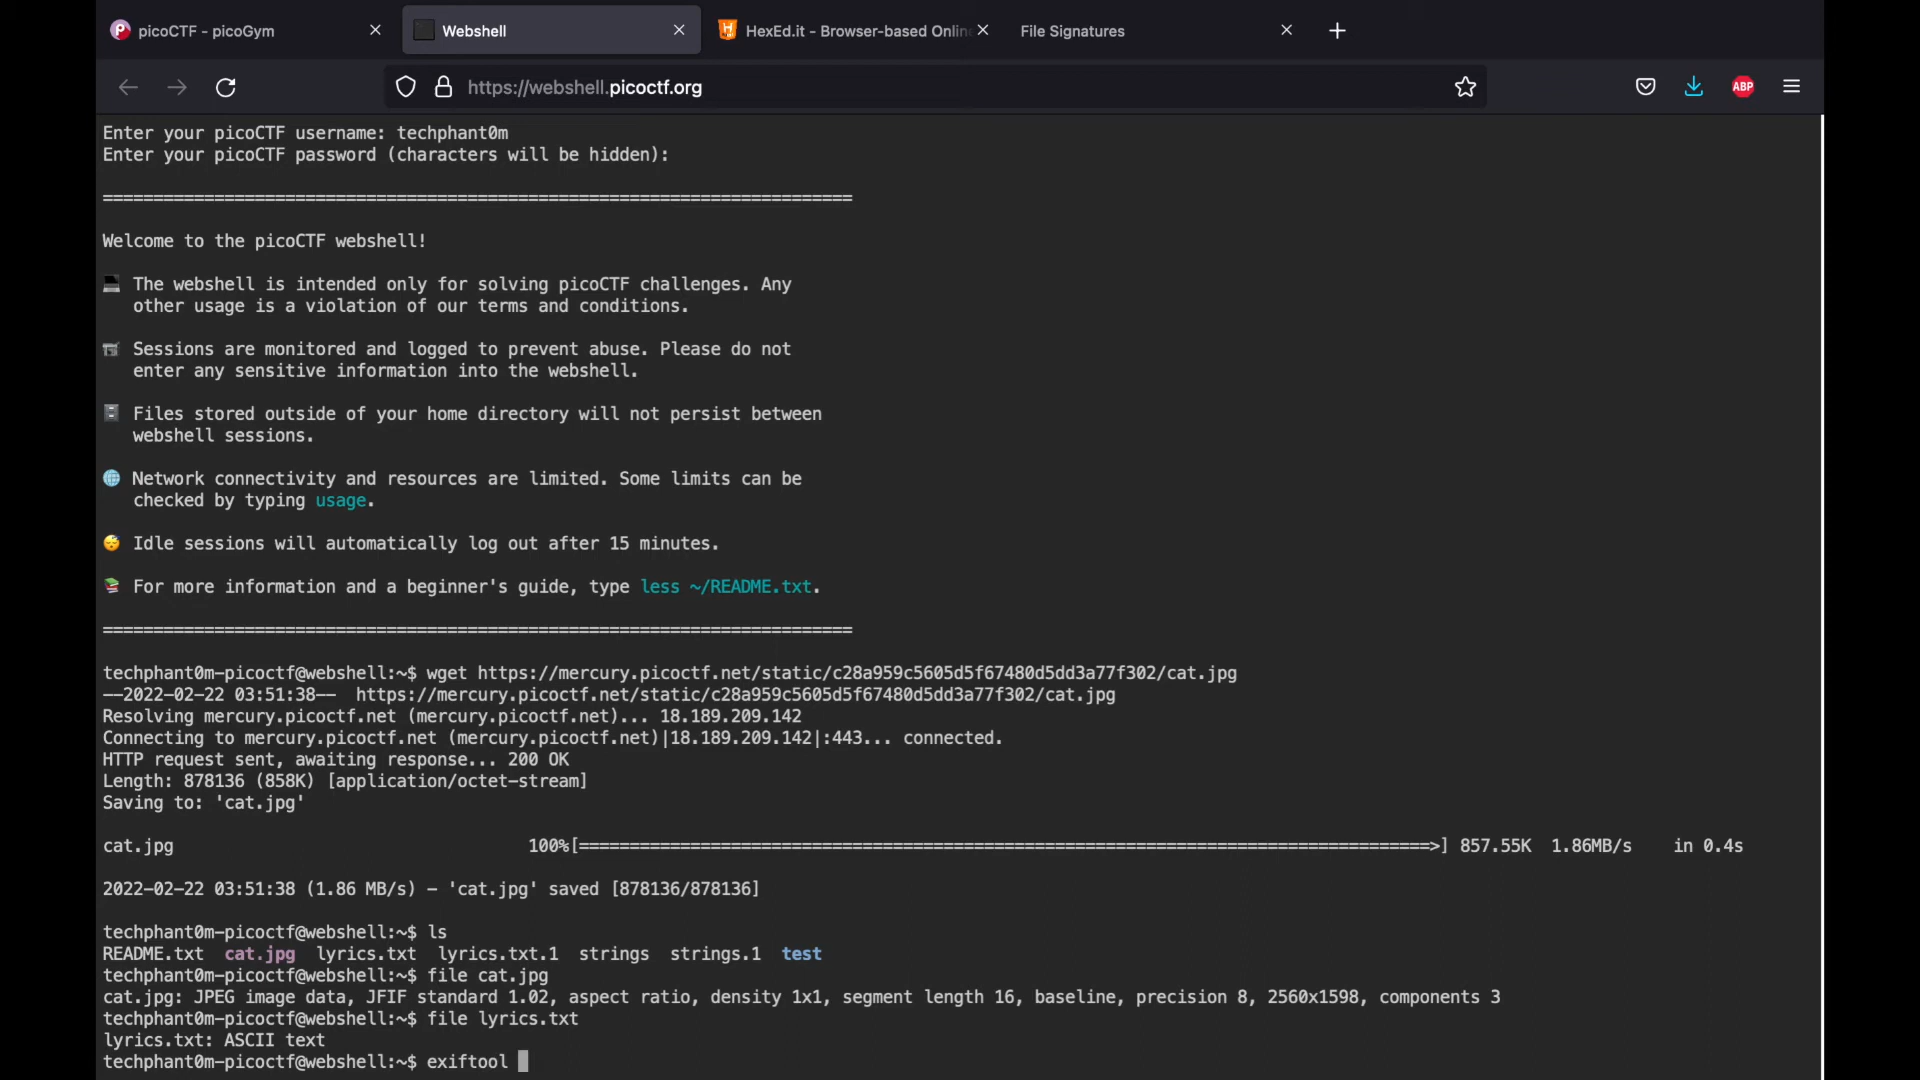 picoCTF - picoGym
Webshell
HexEd.it - Browser-based Onlin
File Signatures
https://webshell.picoctf.org
ABP
Enter your picoCTF username: techphant0m
Enter your picoCTF password (characters will be hidden):
==========================================================================
Welcome to the picoCTF webshell!
The webshell is intended only for solving picoCTF challenges. Any
other usage is a violation of our terms and conditions.
Sessions are monitored and logged to prevent abuse. Please do not
enter any sensitive information into the webshell.
Files stored outside of your home directory will not persist between
webshell sessions.
Network connectivity and resources are limited. Some limits can be
checked by typing usage.
Idle sessions will automatically log out after 15 minutes.
For more information and a beginner's guide, type less ~/README.txt.
==========================================================================
techphant0m-picoctf@webshell:~$ wget https://mercury.picoctf.net/static/c28a959c5605d5f67480d5dd3a77f302/cat.jpg
--2022-02-22 03:51:38--  https://mercury.picoctf.net/static/c28a959c5605d5f67480d5dd3a77f302/cat.jpg
Resolving mercury.picoctf.net (mercury.picoctf.net)... 18.189.209.142
Connecting to mercury.picoctf.net (mercury.picoctf.net)|18.189.209.142|:443... connected.
HTTP request sent, awaiting response... 200 OK
Length: 878136 (858K) [application/octet-stream]
Saving to: 'cat.jpg'
cat.jpg 100%[====================================================================================>] 857.55K 1.86MB/s in 0.4s
2022-02-22 03:51:38 (1.86 MB/s) - 'cat.jpg' saved [878136/878136]
techphant0m-picoctf@webshell:~$ ls
README.txt cat.jpg lyrics.txt lyrics.txt.1 strings strings.1 test
techphant0m-picoctf@webshell:~$ file cat.jpg
cat.jpg: JPEG image data, JFIF standard 1.02, aspect ratio, density 1x1, segment length 16, baseline, precision 8, 2560x1598, components 3
techphant0m-picoctf@webshell:~$ file lyrics.txt
lyrics.txt: ASCII text
techphant0m-picoctf@webshell:~$ exiftool